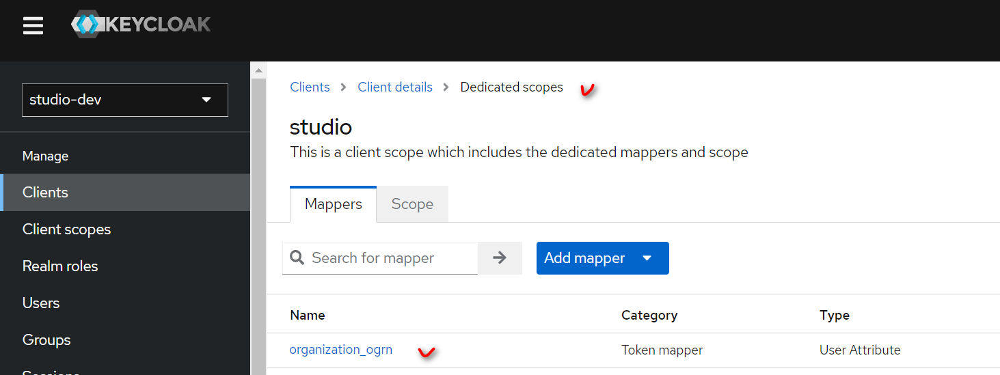 KEYCLOAK
studio-dev
Manage
Clients
Client scopes
Realm roles
Users
Groups
Sessions
Clients > Client details > Dedicated scopes
studio
This is a client scope which includes the dedicated mappers and scope
Mappers Scope
Search for mapper Add mapper
Name Category Type
organization_ogrn Token mapper User Attribute